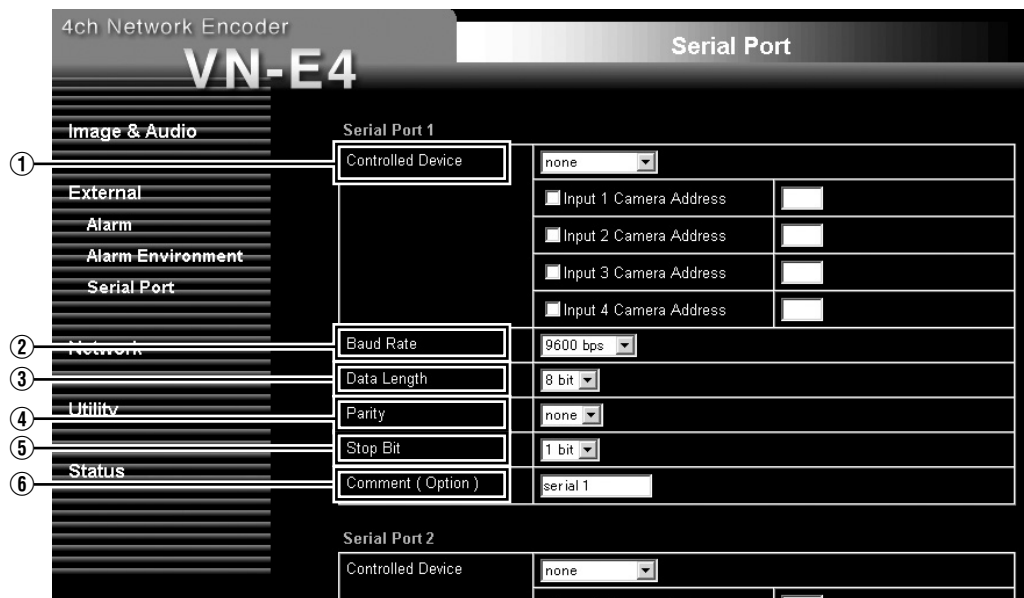 4ch Network Encoder
VN-E4
Serial Port
Image & Audio
External
Alarm
Alarm Environment
Serial Port
Network
Utility
Status
Serial Port 1
① Controlled Device none
Input 1 Camera Address
Input 2 Camera Address
Input 3 Camera Address
Input 4 Camera Address
② Baud Rate 9600 bps
③ Data Length 8 bit
④ Parity none
⑤ Stop Bit 1 bit
⑥ Comment ( Option ) serial 1
Serial Port 2
Controlled Device none